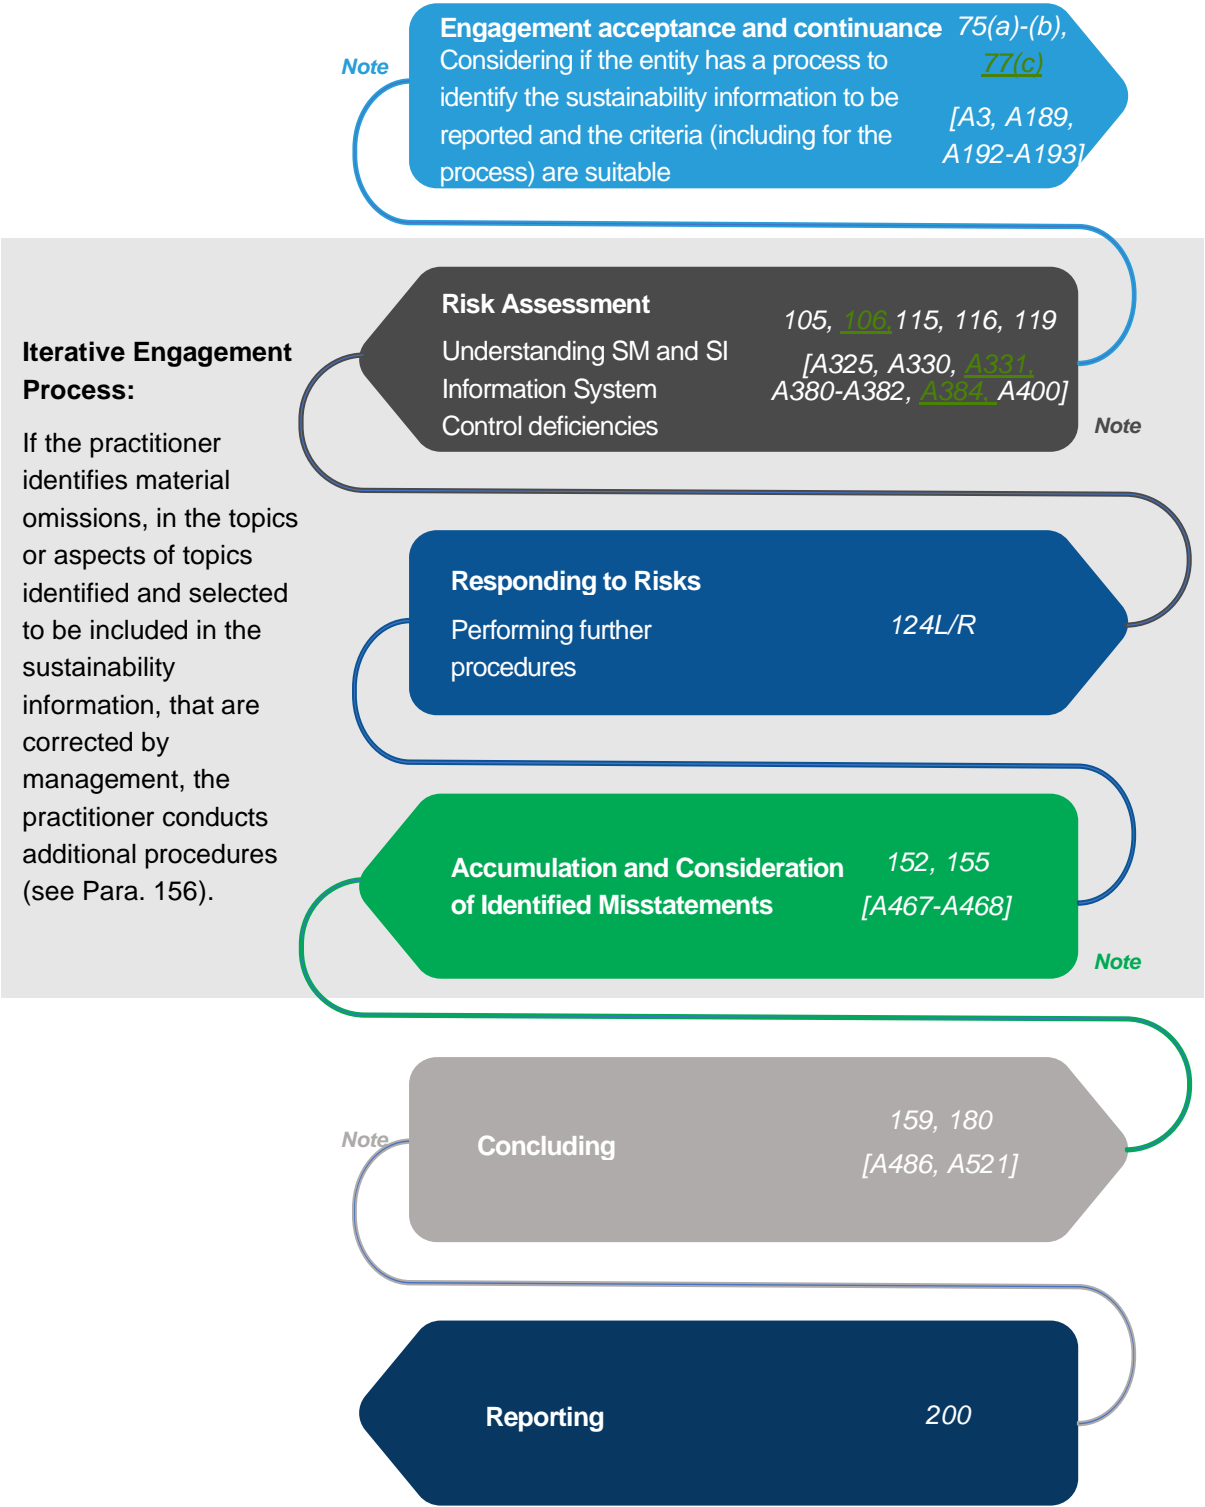 Engagement acceptance and continuance 75(a)-(b),
Note
Considering if the entity has a process to 77(c)
identify the sustainability information to be
reported and the criteria (including for the [A3, A189,
process) are suitable A192-A193]
Risk Assessment
105, 106,115, 116, 119
Understanding SM and SI [A325, A330, A331,
Information System A380-A382, A384, A400]
Control deficiencies
Note
Iterative Engagement
Process:
If the practitioner
identifies material
omissions, in the topics
or aspects of topics
identified and selected
to be included in the
sustainability
information, that are
corrected by
management, the
practitioner conducts
additional procedures
(see Para. 156).
Responding to Risks
Performing further 124L/R
procedures
Accumulation and Consideration 152, 155
of Identified Misstatements [A467-A468]
Note
159, 180
Note
Concluding
[A486, A521]
Reporting 200